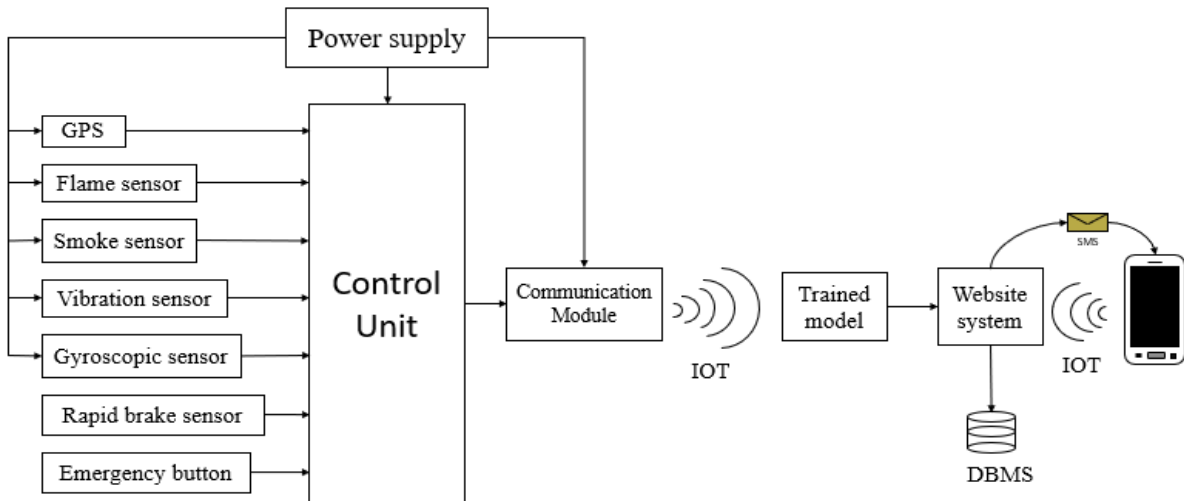 Power supply
GPS
Flame sensor
Smoke sensor
Vibration sensor
Gyroscopic sensor
Rapid brake sensor
Emergency button
Control
Unit
Communication
Module
IOT
Trained
model
Website
system
SMS
IOT
DBMS